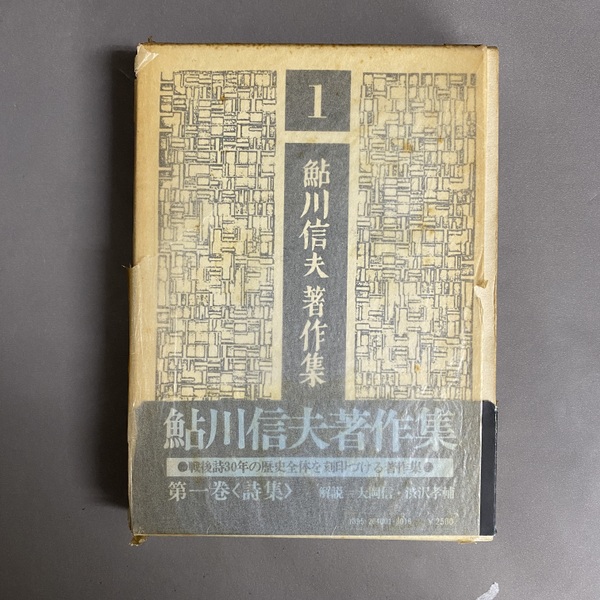 1
鮎川信夫著作集
鮎川信夫著作集
●戦後詩30年の歴史全体を刻印づける著作集●
第一巻〈詩集〉
解説=大岡信・渋沢孝輔
¥2300